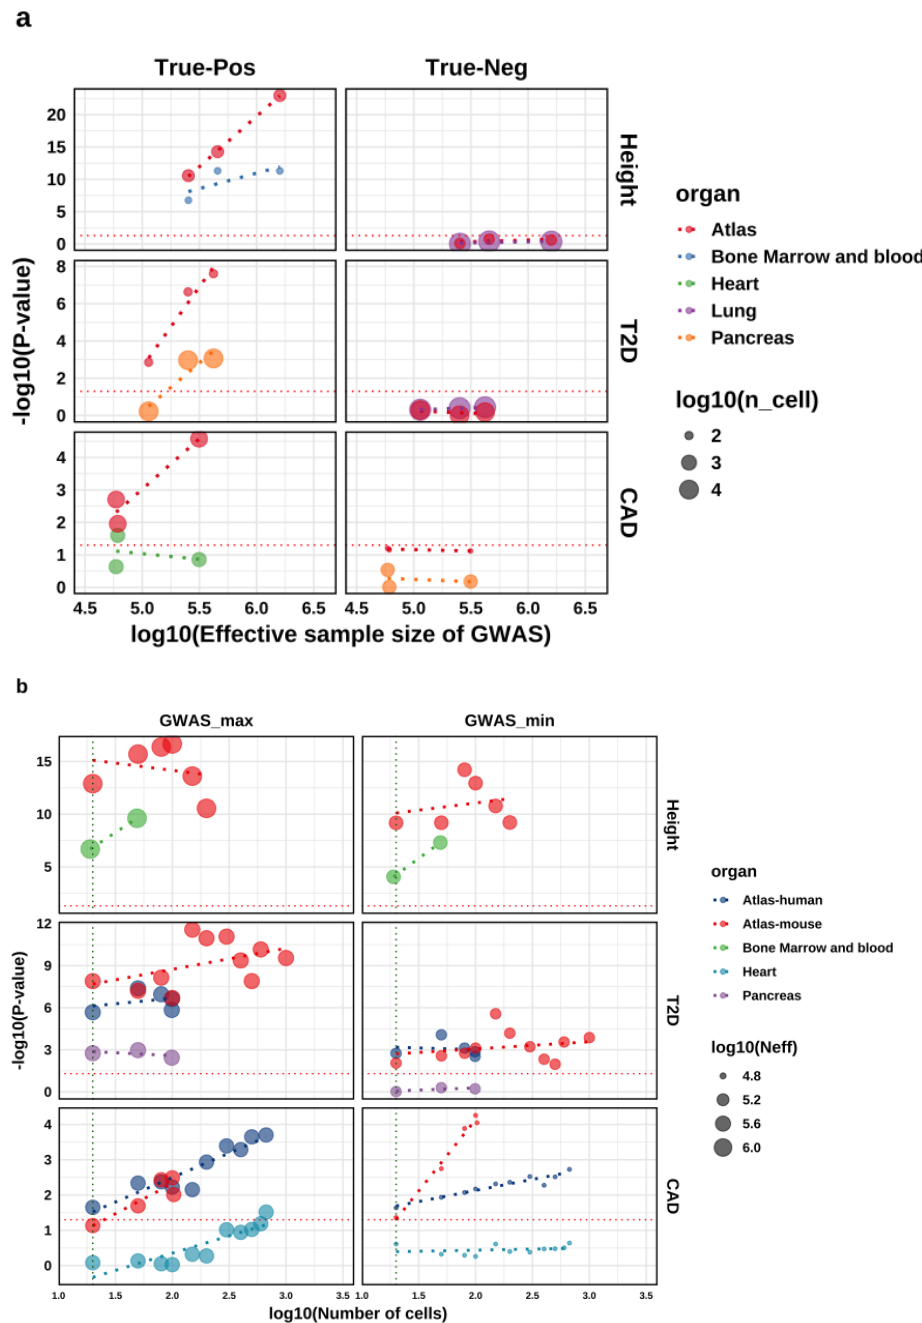 a
True-Pos
True-Neg
20
15
10
5
0
Height
8
6
4
2
0
T2D
4
3
2
1
0
CAD
-log10(P-value)
4.5 5.0 5.5 6.0 6.5
4.5 5.0 5.5 6.0 6.5
log10(Effective sample size of GWAS)
organ
Atlas
Bone Marrow and blood
Heart
Lung
Pancreas
log10(n_cell)
2
3
4
b
GWAS_max
GWAS_min
15
10
5
Height
12
9
6
3
0
T2D
4
3
2
1
0
CAD
-log10(P-value)
1.0 1.5 2.0 2.5 3.0 3.5
1.0 1.5 2.0 2.5 3.0 3.5
log10(Number of cells)
organ
Atlas-human
Atlas-mouse
Bone Marrow and blood
Heart
Pancreas
log10(Neff)
4.8
5.2
5.6
6.0